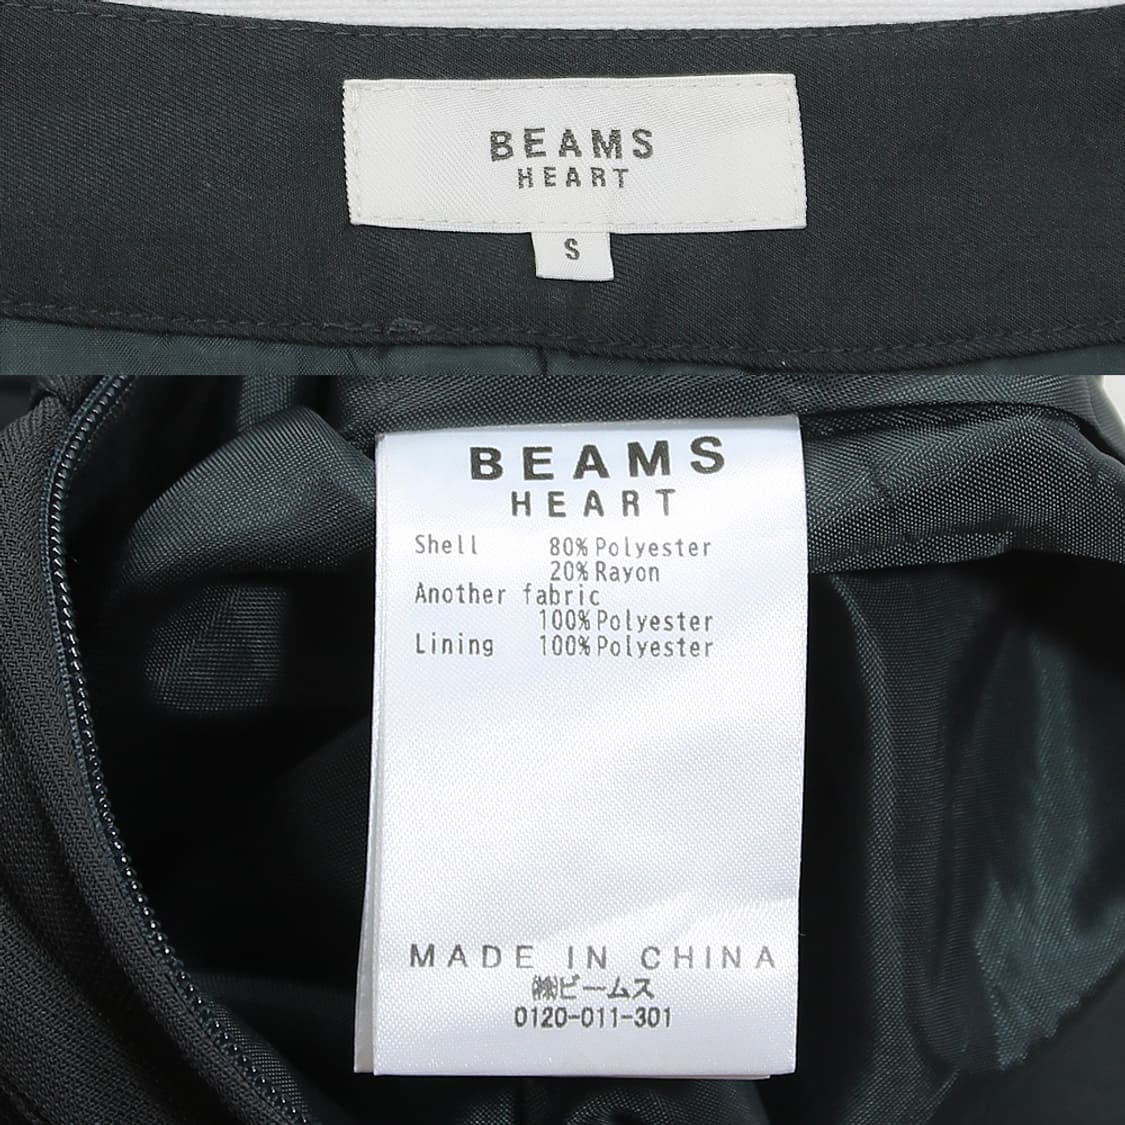 BEAMS
HEART
S
BEAMS
HEART
Shell 80% Polyester
20% Rayon
Another fabric
100% Polyester
Lining 100% Polyester
MADE IN CHINA
㈱ビームス
0120-011-301